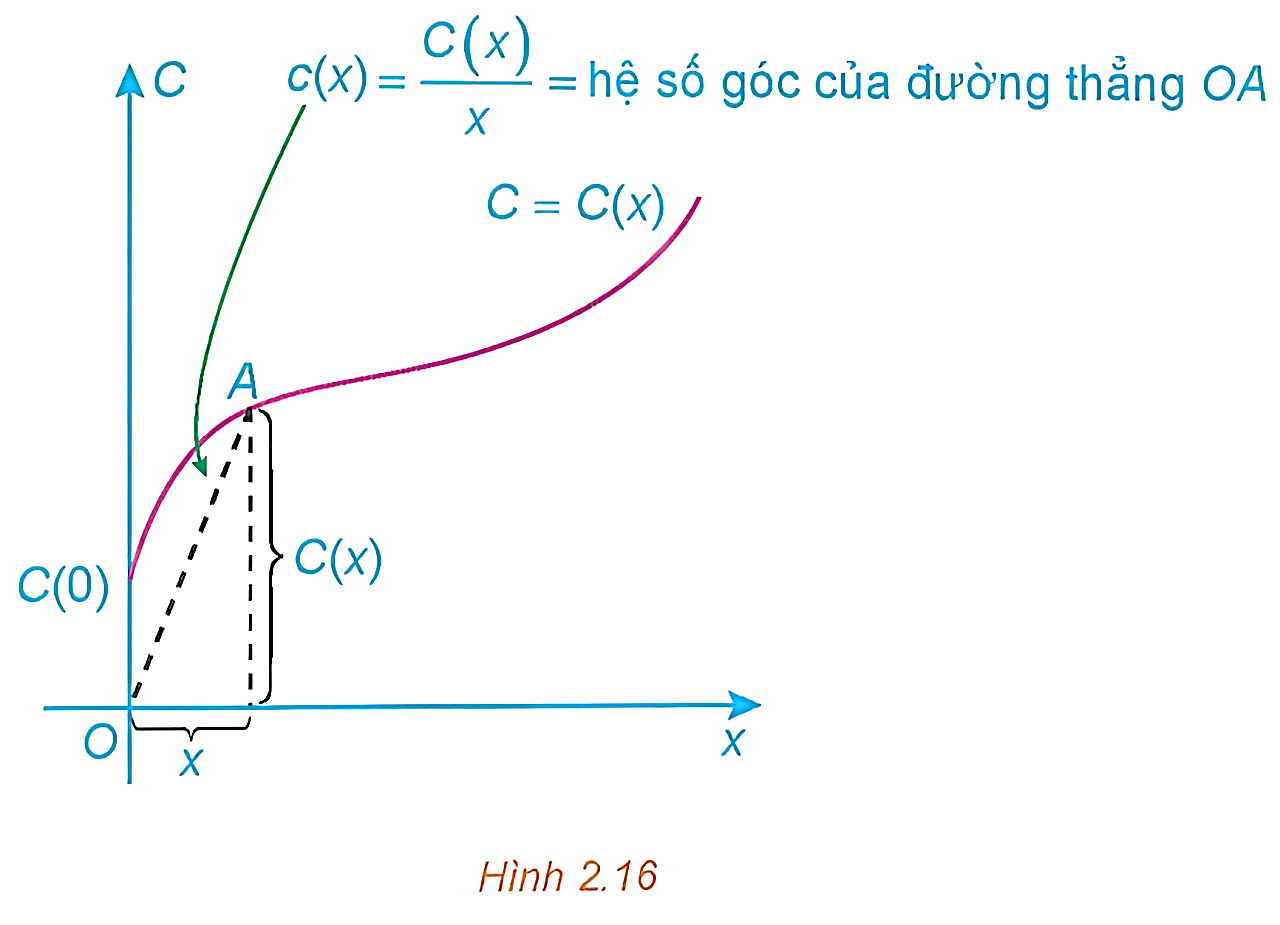 C
c(x) = C(x)/x = hệ số góc của đường thẳng OA
C = C(x)
A
C(x)
C(0)
O
x
x
Hình 2.16